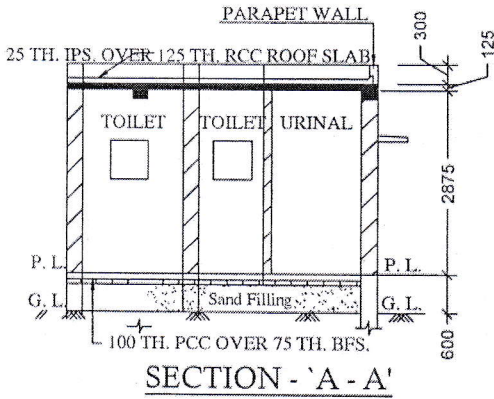 PARAPET WALL
25 TH. IPS. OVER 125 TH. RCC ROOF SLAB
300
125
TOILET TOILET URINAL
2875
P. L. P. L.
G. L. Sand Filling G. L.
600
100 TH. PCC OVER 75 TH. BFS.
SECTION - `A - A'